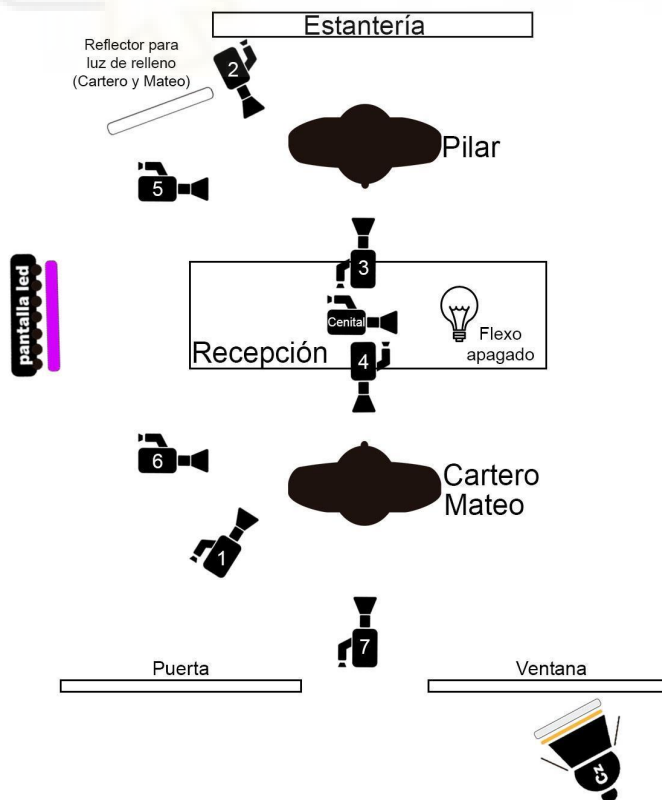 Estantería
Reflector para
luz de relleno
(Cartero y Mateo)
2
Pilar
5
3
pantalla led
Cenital
Flexo
apagado
Recepción
4
6
Cartero
Mateo
1
7
Puerta
Ventana